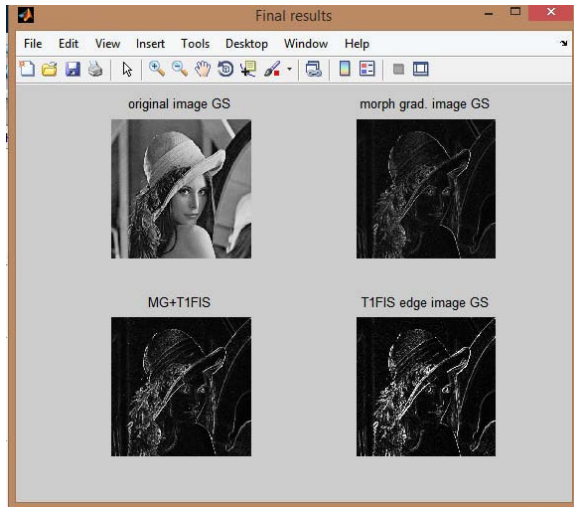 Final results
File Edit View Insert Tools Desktop Window Help
original image GS
morph grad. image GS
MG+T1FIS
T1FIS edge image GS